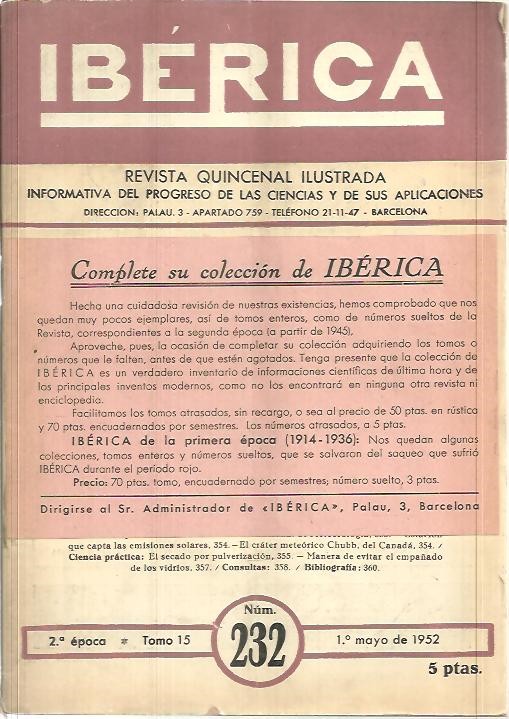 IBÉRICA
REVISTA QUINCENAL ILUSTRADA
INFORMATIVA DEL PROGRESO DE LAS CIENCIAS Y DE SUS APLICACIONES
DIRECCION: PALAU. 3 - APARTADO 759 - TELÉFONO 21-11-47 - BARCELONA
Complete su colección de IBÉRICA
Hecha una cuidadosa revisión de nuestras existencias, hemos comprobado que nos
quedan muy pocos ejemplares, así de tomos enteros, como de números sueltos de la
Revista, correspondientes a la segunda época (a partir de 1945).
Aproveche, pues, la ocasión de completar su colección adquiriendo los tomos o
números que le falten, antes de que estén agotados. Tenga presente que la colección de
IBÉRICA es un verdadero inventario de informaciones científicas de última hora y de
los principales inventos modernos, como no los encontrará en ninguna otra revista ni
enciclopedia.
Facilitamos los tomos atrasados, sin recargo, o sea al precio de 50 ptas. en rústica
y 70 ptas. encuadernados por semestres. Los números atrasados, a 5 ptas.
IBÉRICA de la primera época (1914-1936): Nos quedan algunas
colecciones, tomos enteros y números sueltos, que se salvaron del saqueo que sufrió
IBÉRICA durante el período rojo.
Precio: 70 ptas. tomo, encuadernado por semestres; número suelto, 3 ptas.
Dirigirse al Sr. Administrador de «IBÉRICA», Palau, 3, Barcelona
que capta las emisiones solares, 354. – El cráter meteórico Chubb, del Canadá, 354. /
Ciencia práctica: El secado por pulverización, 355. – Manera de evitar el empañado
de los vidrios, 357. / Consultas: 358. / Bibliografía: 360.
Núm.
2.ª época * Tomo 15 232 1.º mayo de 1952
5 ptas.